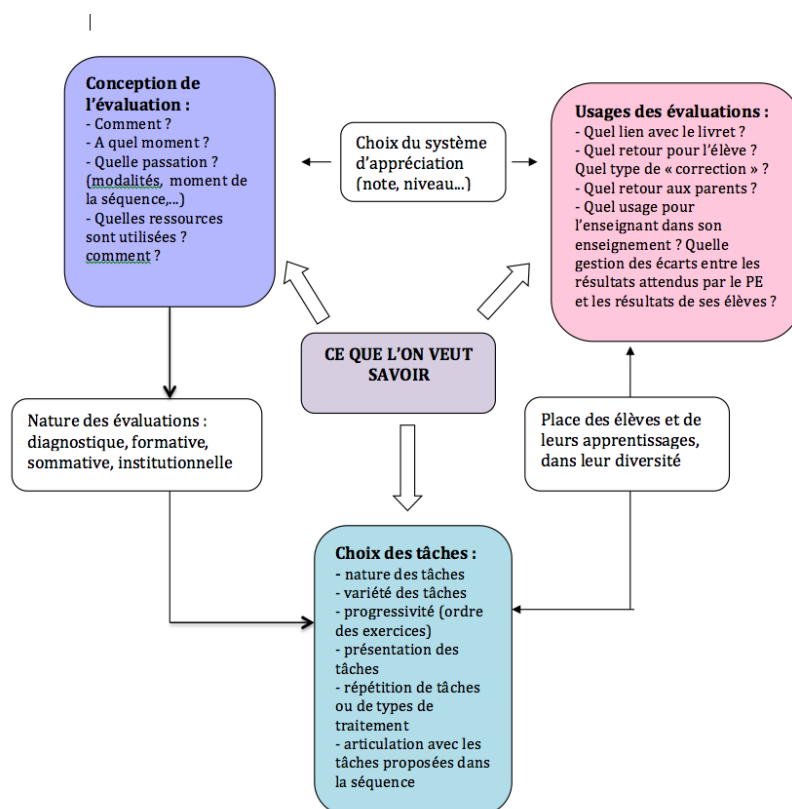 Conception de
l’évaluation :
- Comment ?
- A quel moment ?
- Quelle passation ?
(modalités, moment de
la séquence,...)
- Quelles ressources
sont utilisées ?
comment ?
Choix du système
d’appréciation
(note, niveau...)
Usages des évaluations :
- Quel lien avec le livret ?
- Quel retour pour l’élève ?
Quel type de « correction » ?
- Quel retour aux parents ?
- Quel usage pour
l’enseignant dans son
enseignement ? Quelle
gestion des écarts entre les
résultats attendus par le PE
et les résultats de ses élèves ?
CE QUE L’ON VEUT
SAVOIR
Nature des évaluations :
diagnostique, formative,
sommative, institutionnelle
Place des élèves et de
leurs apprentissages,
dans leur diversité
Choix des tâches :
- nature des tâches
- variété des tâches
- progressivité (ordre
des exercices)
- présentation des
tâches
- répétition de tâches
ou de types de
traitement
- articulation avec les
tâches proposées dans
la séquence